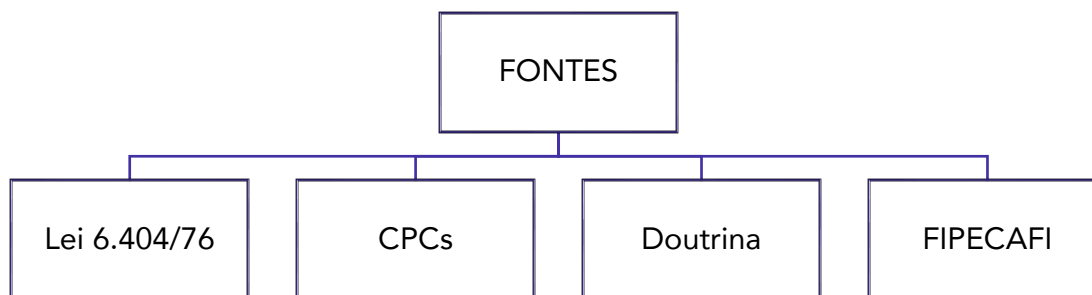 FONTES
Lei 6.404/76
CPCs
Doutrina
FIPECAFI